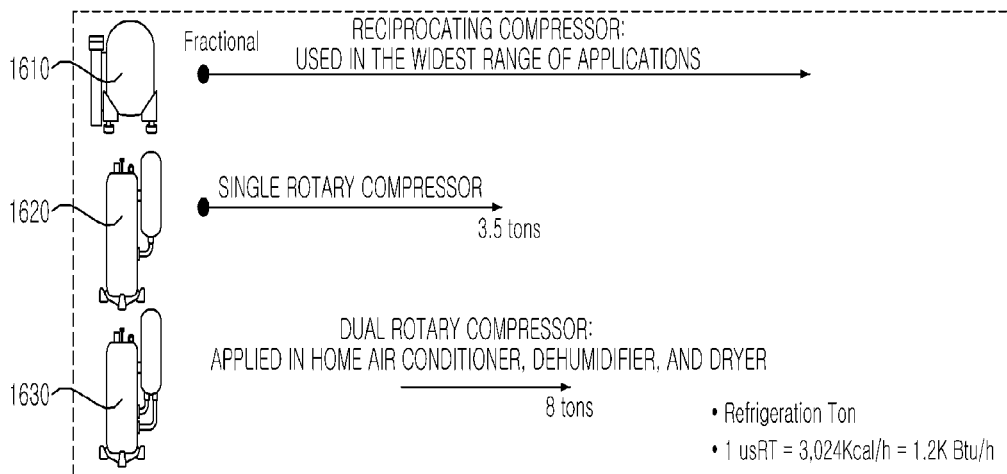 1610
Fractional
RECIPROCATING COMPRESSOR:
USED IN THE WIDEST RANGE OF APPLICATIONS
1620
SINGLE ROTARY COMPRESSOR
3.5 tons
1630
DUAL ROTARY COMPRESSOR:
APPLIED IN HOME AIR CONDITIONER, DEHUMIDIFIER, AND DRYER
8 tons
• Refrigeration Ton
• 1 usRT = 3,024Kcal/h = 1.2K Btu/h